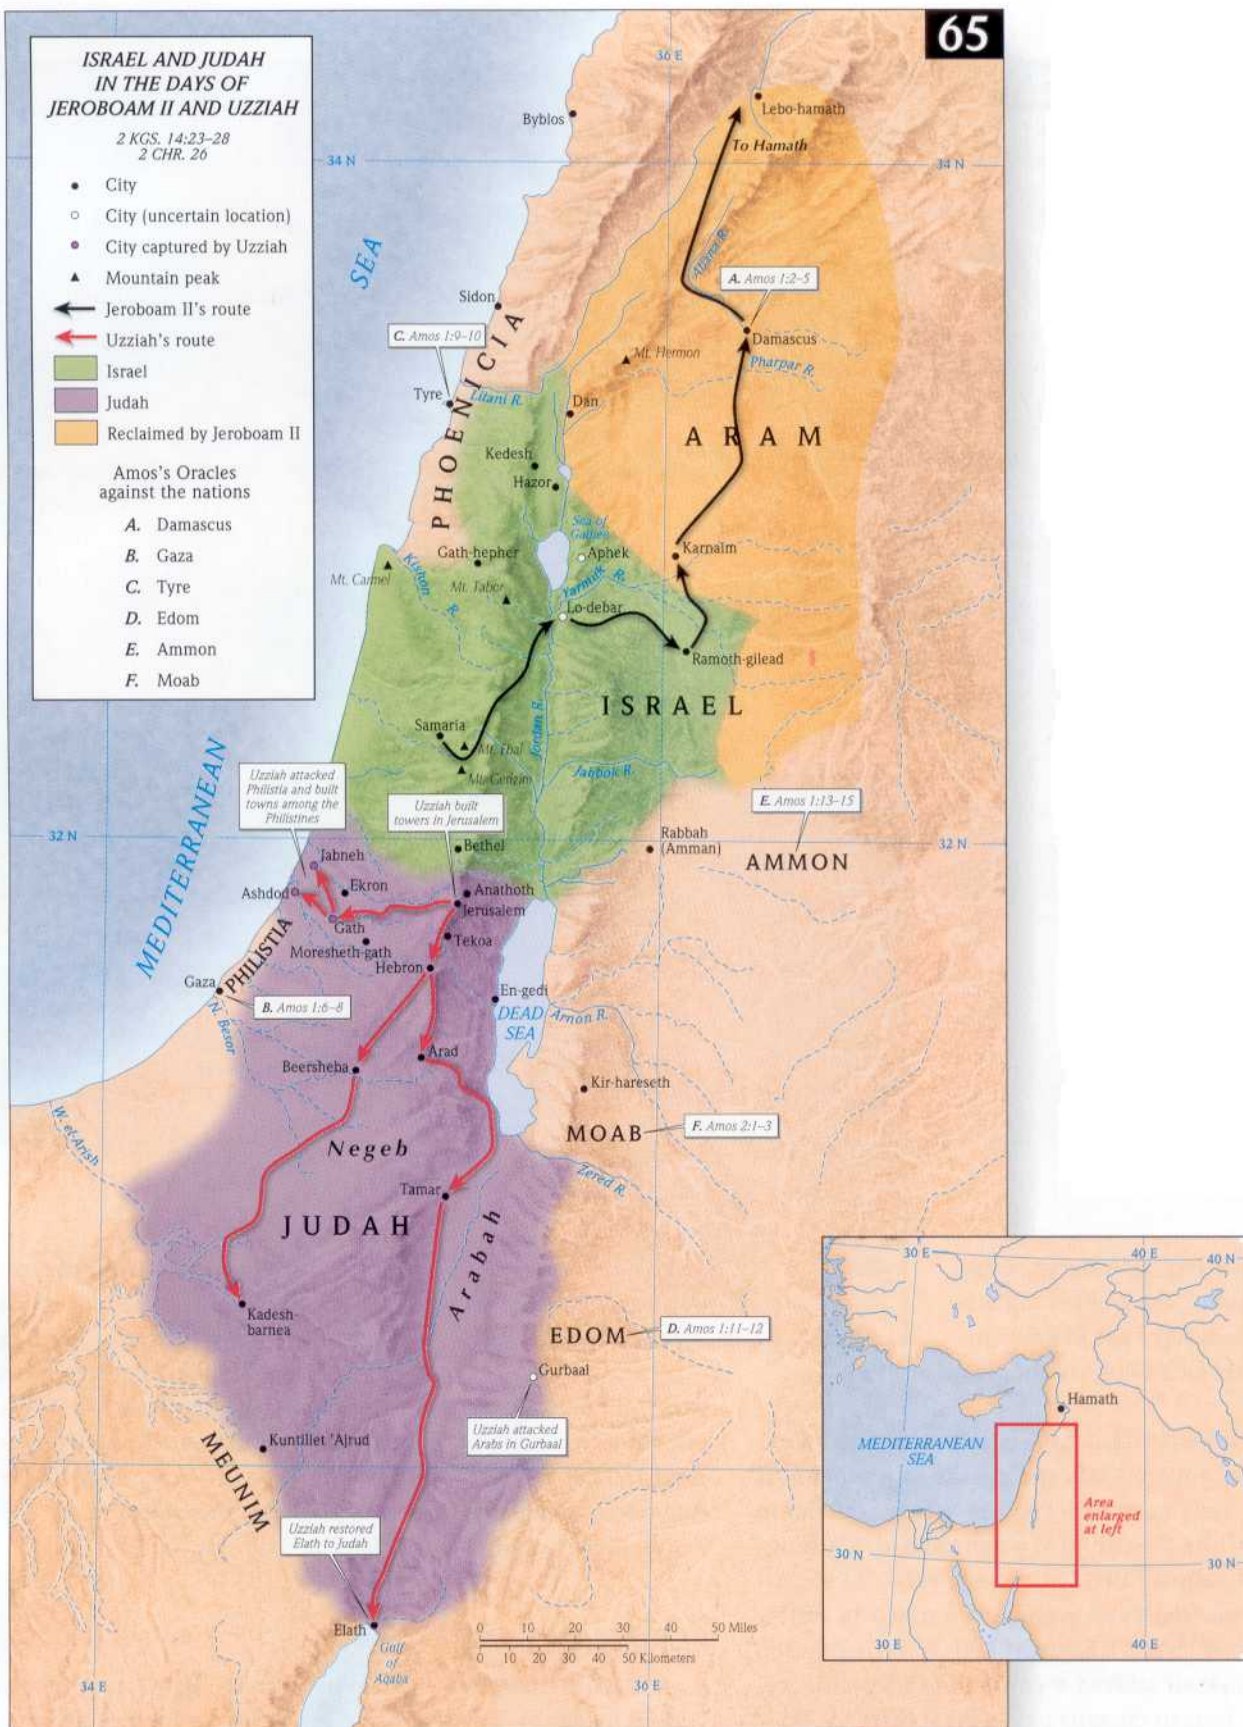 65
ISRAEL AND JUDAH
IN THE DAYS OF
JEROBOAM II AND UZZIAH
2 KGS. 14:23–28
2 CHR. 26
City
City (uncertain location)
City captured by Uzziah
Mountain peak
Jeroboam II's route
Uzziah's route
Israel
Judah
Reclaimed by Jeroboam II
Amos's Oracles
against the nations
A. Damascus
B. Gaza
C. Tyre
D. Edom
E. Ammon
F. Moab
36 E
Lebo-hamath
Byblos
To Hamath
34 N
34 N
SEA
Abana R.
A. Amos 1:2–5
Sidon
C. Amos 1:9–10
Damascus
Mt. Hermon
Pharpar R.
PHOENICIA
Tyre
Litani R.
Dan
ARAM
Kedesh
Hazor
Sea of
Galilee
Karnaim
Gath-hepher
Aphek
Mt. Carmel
Kishon R.
Mt. Tabor
Yarmuk R.
Lo-debar
Ramoth-gilead
ISRAEL
Samaria
Mt. Ebal
Jordan R.
Mt. Gerizim
Jabbok R.
MEDITERRANEAN
Uzziah attacked
Philistia and built
towns among the
Philistines
Uzziah built
towers in Jerusalem
E. Amos 1:13–15
32 N
Rabbah
(Amman)
32 N
Bethel
Jabneh
AMMON
Ashdod
Ekron
Anathoth
Jerusalem
Gath
Moresheth-gath
Tekoa
PHILISTIA
Hebron
Gaza
En-gedi
B. Amos 1:6–8
DEAD
SEA
Arnon R.
N. Besor
Arad
Beersheba
Kir-hareseth
W. el-Arish
MOAB
F. Amos 2:1–3
Negeb
Zered R.
Tamar
JUDAH
Arabah
Kadesh-
barnea
EDOM
D. Amos 1:11–12
Gurbaal
Uzziah attacked
Arabs in Gurbaal
Kuntillet 'Ajrud
MEUNIM
Uzziah restored
Elath to Judah
Elath
Gulf
of
Aqaba
0 10 20 30 40 50 Miles
0 10 20 30 40 50 Kilometers
34 E
36 E
30 E
40 E
40 N
Hamath
MEDITERRANEAN
SEA
Area
enlarged
at left
30 N
30 N
30 E
40 E